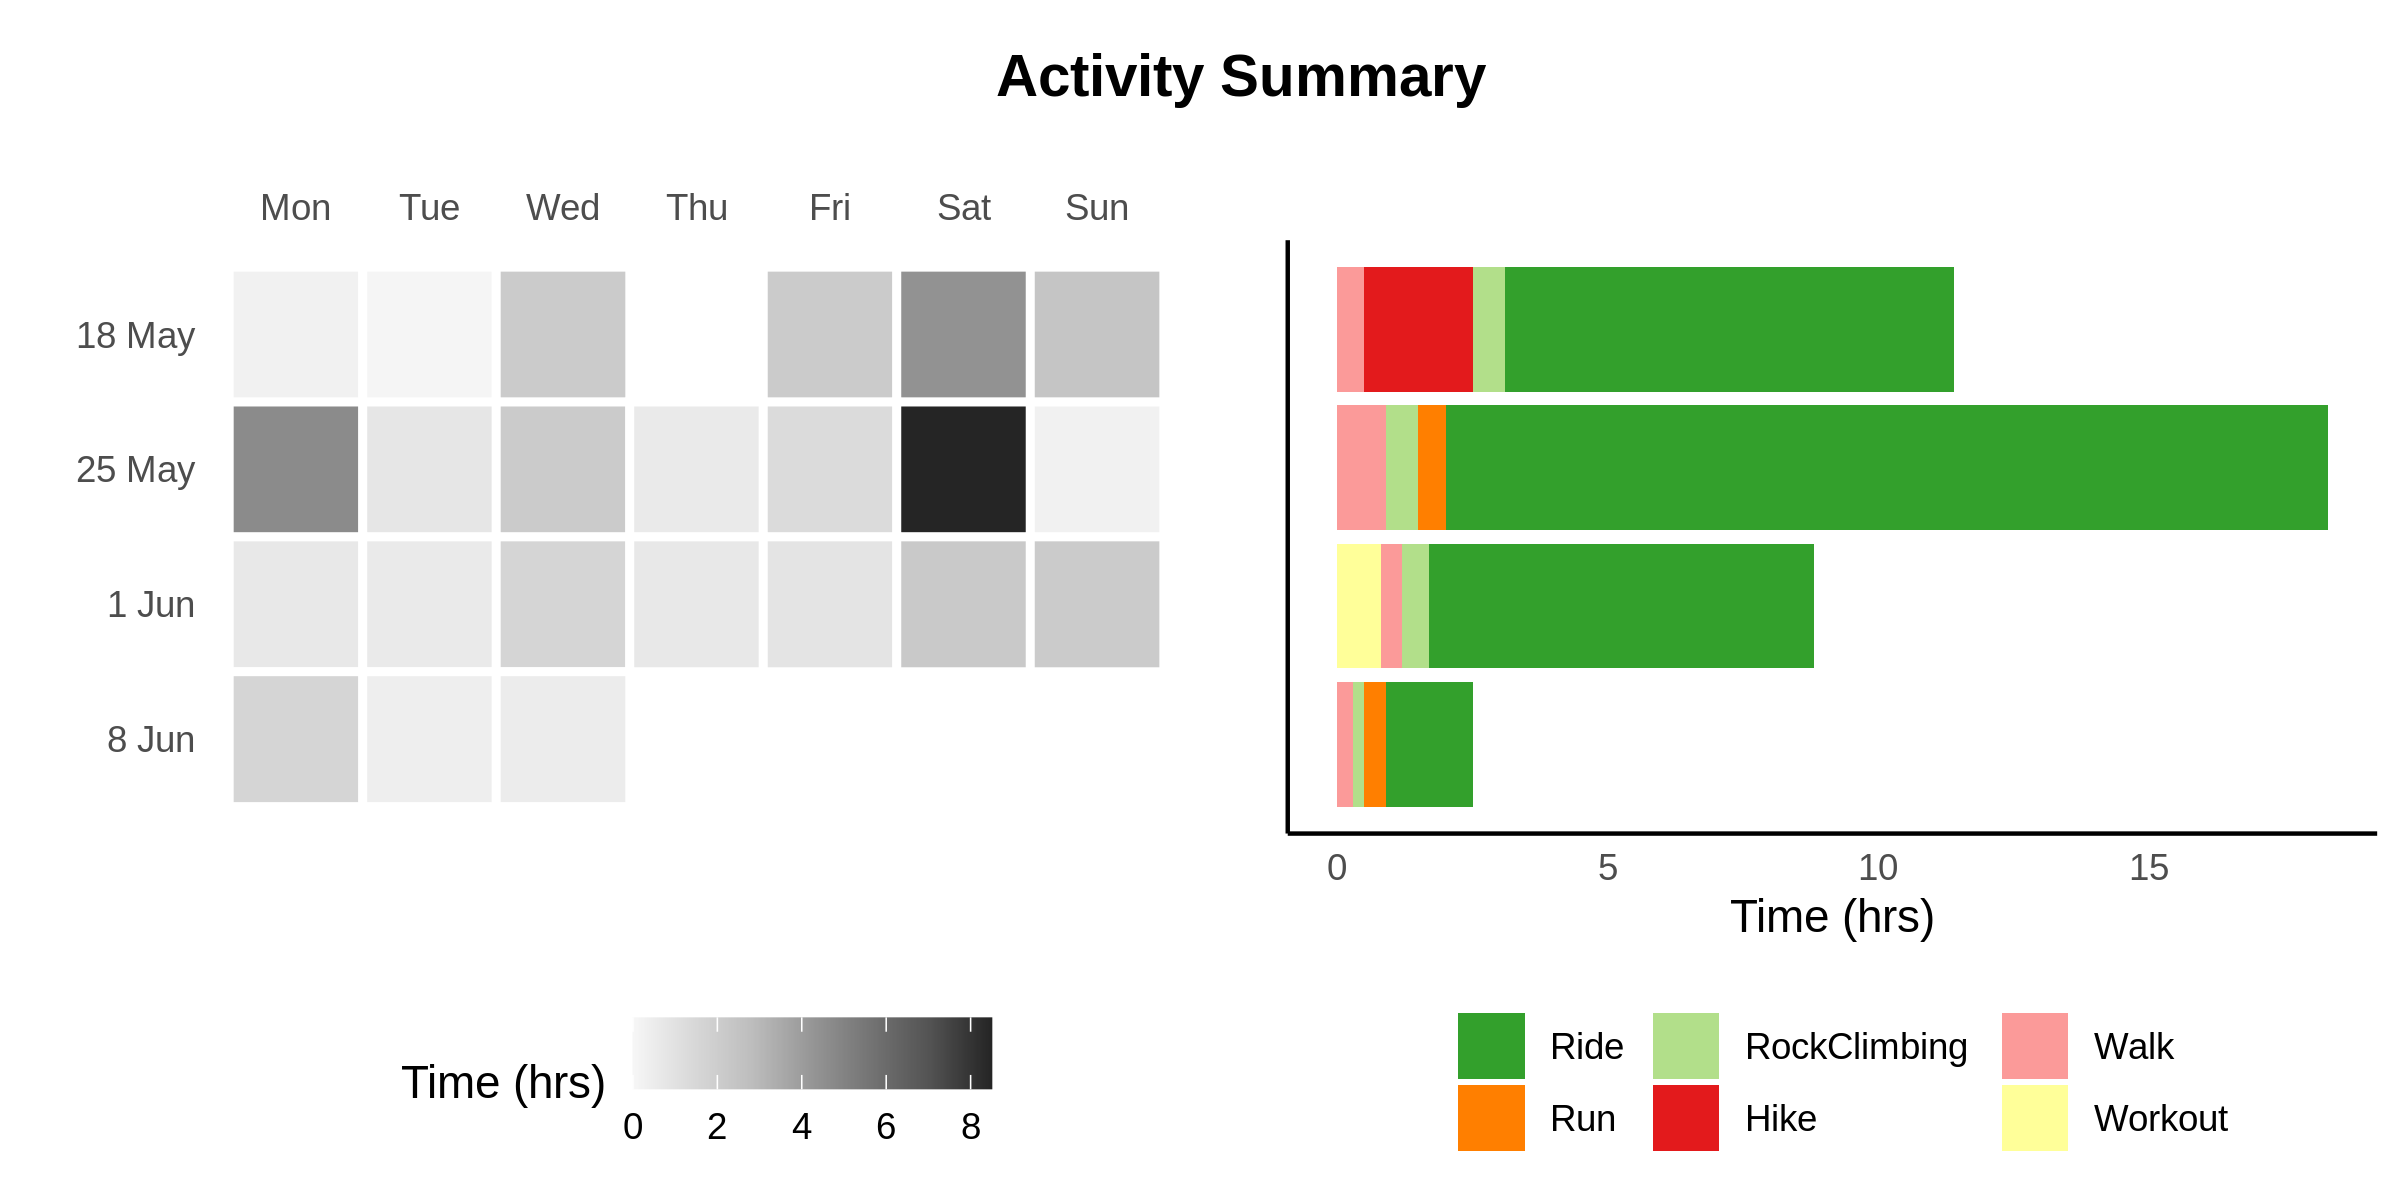 Activity Summary
Mon Tue Wed Thu Fri Sat Sun
18 May
25 May
1 Jun
8 Jun
0 5 10 15
Time (hrs)
Time (hrs)
0 2 4 6 8
Ride RockClimbing Walk
Run Hike Workout